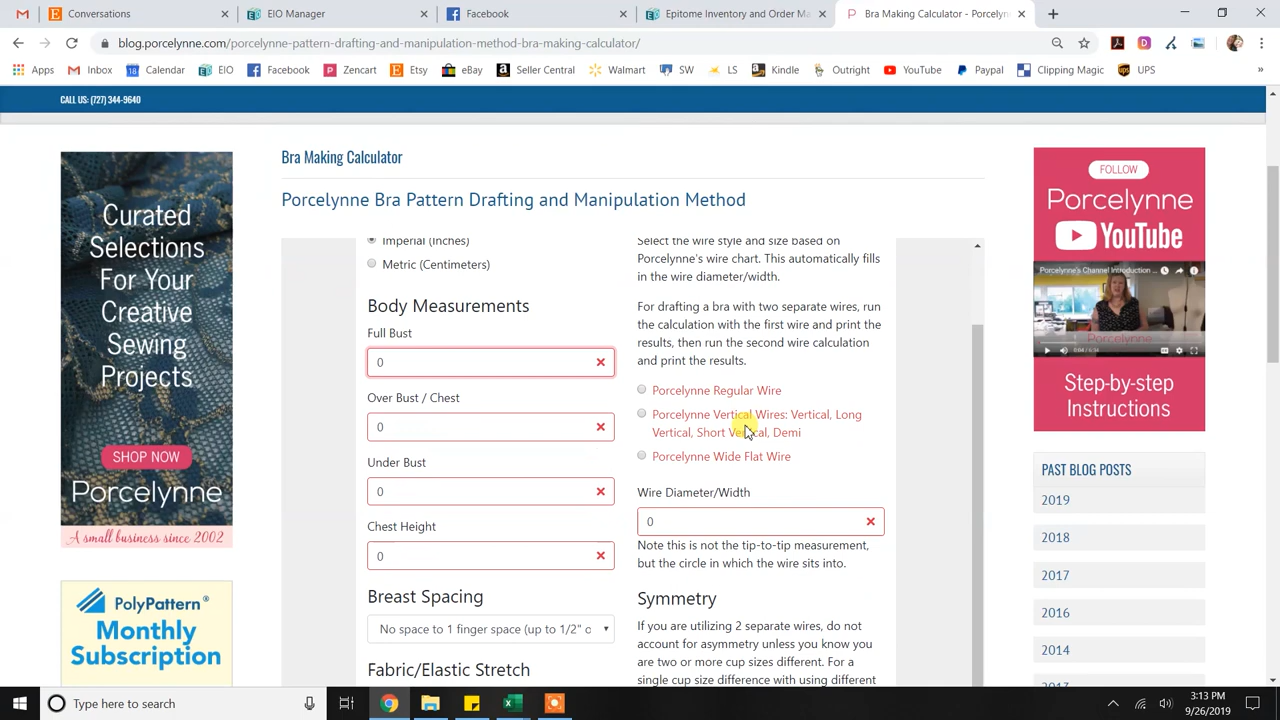 Conversations
EIO Manager
Facebook
Epitome Inventory and Order M
Bra Making Calculator - Porcelyn
blog.porcelynne.com/porcelynne-pattern-drafting-and-manipulation-method-bra-making-calculator/
Apps Inbox Calendar EIO Facebook Zencart Etsy eBay Seller Central Walmart SW LS Kindle Outright YouTube Paypal Clipping Magic UPS »
CALL US: (727) 344-9640
Curated
Selections
For Your
Creative
Sewing
Projects
SHOP NOW
Porcelynne
A small business since 2002
PolyPattern
Monthly
Subscription
Bra Making Calculator
Porcelynne Bra Pattern Drafting and Manipulation Method
Imperial (Inches)
Metric (Centimeters)
Body Measurements
Full Bust
0
Over Bust / Chest
0
Under Bust
0
Chest Height
0
Breast Spacing
No space to 1 finger space (up to 1/2" o
Fabric/Elastic Stretch
Select the wire style and size based on
Porcelynne's wire chart. This automatically fills
in the wire diameter/width.
For drafting a bra with two separate wires, run
the calculation with the first wire and print the
results, then run the second wire calculation
and print the results.
Porcelynne Regular Wire
Porcelynne Vertical Wires: Vertical, Long
Vertical, Short Vertical, Demi
Porcelynne Wide Flat Wire
Wire Diameter/Width
0
Note this is not the tip-to-tip measurement,
but the circle in which the wire sits into.
Symmetry
If you are utilizing 2 separate wires, do not
account for asymmetry unless you know you
are two or more cup sizes different. For a
single cup size difference with using different
FOLLOW
Porcelynne
YouTube
Porcelynne's Channel Introduction ...
Step-by-step
Instructions
PAST BLOG POSTS
2019
2018
2017
2016
2014
Type here to search
3:13 PM
9/26/2019